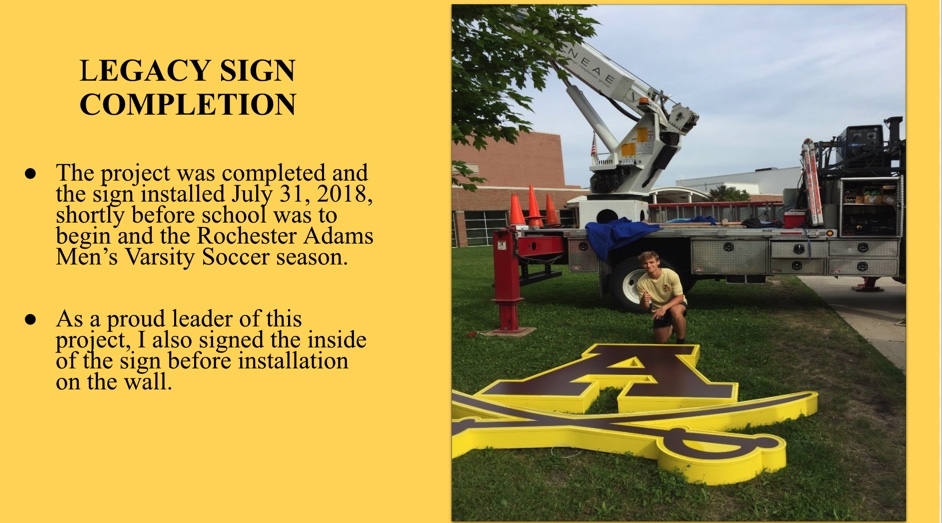 LEGACY SIGN
COMPLETION
● The project was completed and
the sign installed July 31, 2018,
shortly before school was to
begin and the Rochester Adams
Men’s Varsity Soccer season.
● As a proud leader of this
project, I also signed the inside
of the sign before installation
on the wall.
A